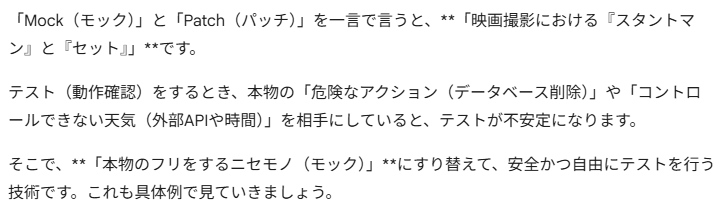 「Mock（モック）」と「Patch（パッチ）」を一言で言うと、**「映画撮影における『スタントマ
ン』と『セット』」**です。
テスト（動作確認）をするとき、本物の「危険なアクション（データベース削除）」や「コントロ
ールできない天気（外部APIや時間）」を相手にしていると、テストが不安定になります。
そこで、**「本物のフリをするニセモノ（モック）」**にすり替えて、安全かつ自由にテストを行う
技術です。これも具体例で見ていきましょう。